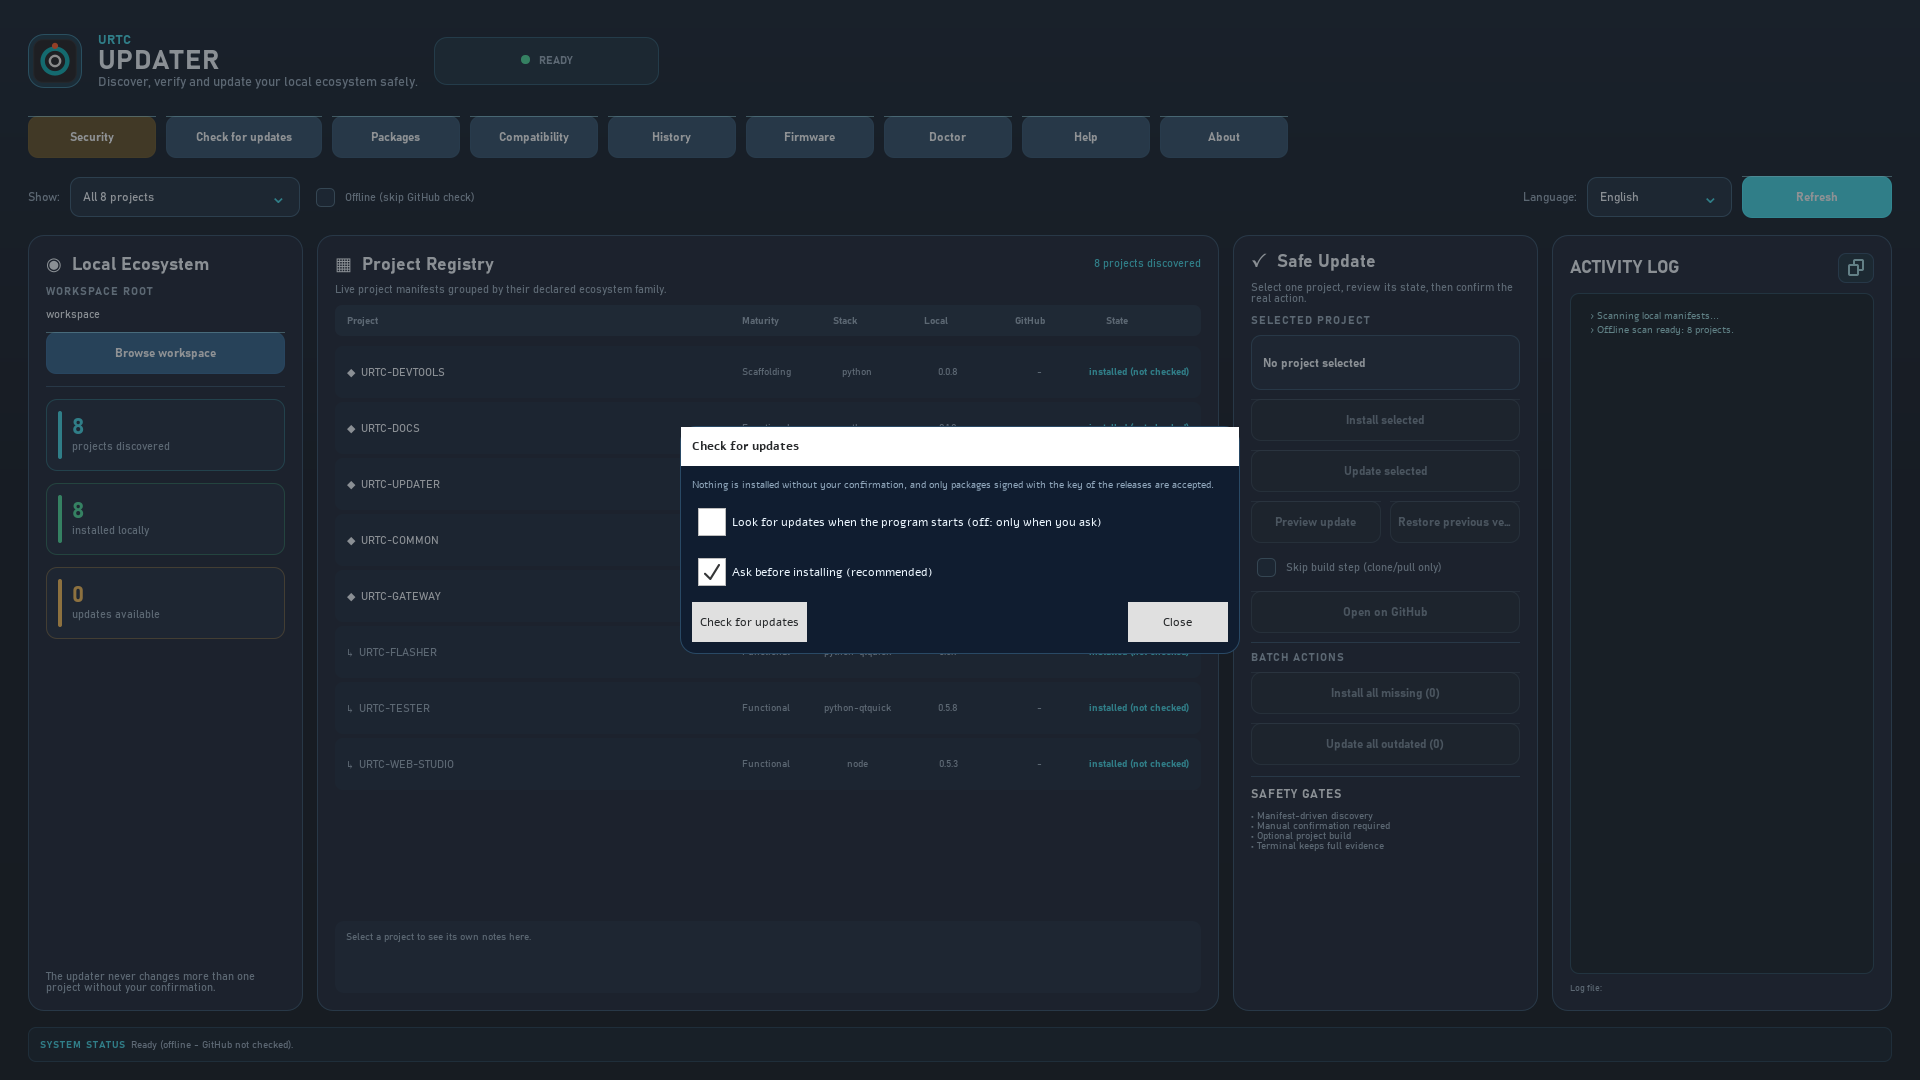 URTC
UPDATER
Discover, verify and update your local ecosystem safely.
READY
Security
Check for updates
Packages
Compatibility
History
Firmware
Doctor
Help
About
Show:
All 8 projects
Offline (skip GitHub check)
Language:
English
Refresh
Local Ecosystem
WORKSPACE ROOT
workspace
Browse workspace
8
projects discovered
8
installed locally
0
updates available
The updater never changes more than one
project without your confirmation.
Project Registry
8 projects discovered
Live project manifests grouped by their declared ecosystem family.
Project Maturity Stack Local GitHub State
◆ URTC-DEVTOOLS Scaffolding python 0.0.8 - installed (not checked)
◆ URTC-DOCS
◆ URTC-UPDATER
◆ URTC-COMMON
◆ URTC-GATEWAY
↳ URTC-FLASHER
↳ URTC-TESTER Functional python-qtquick 0.5.8 - installed (not checked)
↳ URTC-WEB-STUDIO Functional node 0.5.3 - installed (not checked)
Select a project to see its own notes here.
Check for updates
Nothing is installed without your confirmation, and only packages signed with the key of the releases are accepted.
Look for updates when the program starts (off: only when you ask)
Ask before installing (recommended)
Check for updates
Close
✓ Safe Update
Select one project, review its state, then confirm the
real action.
SELECTED PROJECT
No project selected
Install selected
Update selected
Preview update
Restore previous ve...
Skip build step (clone/pull only)
Open on GitHub
BATCH ACTIONS
Install all missing (0)
Update all outdated (0)
SAFETY GATES
• Manifest-driven discovery
• Manual confirmation required
• Optional project build
• Terminal keeps full evidence
ACTIVITY LOG
› Scanning local manifests...
› Offline scan ready: 8 projects.
Log file:
SYSTEM STATUS Ready (offline - GitHub not checked).